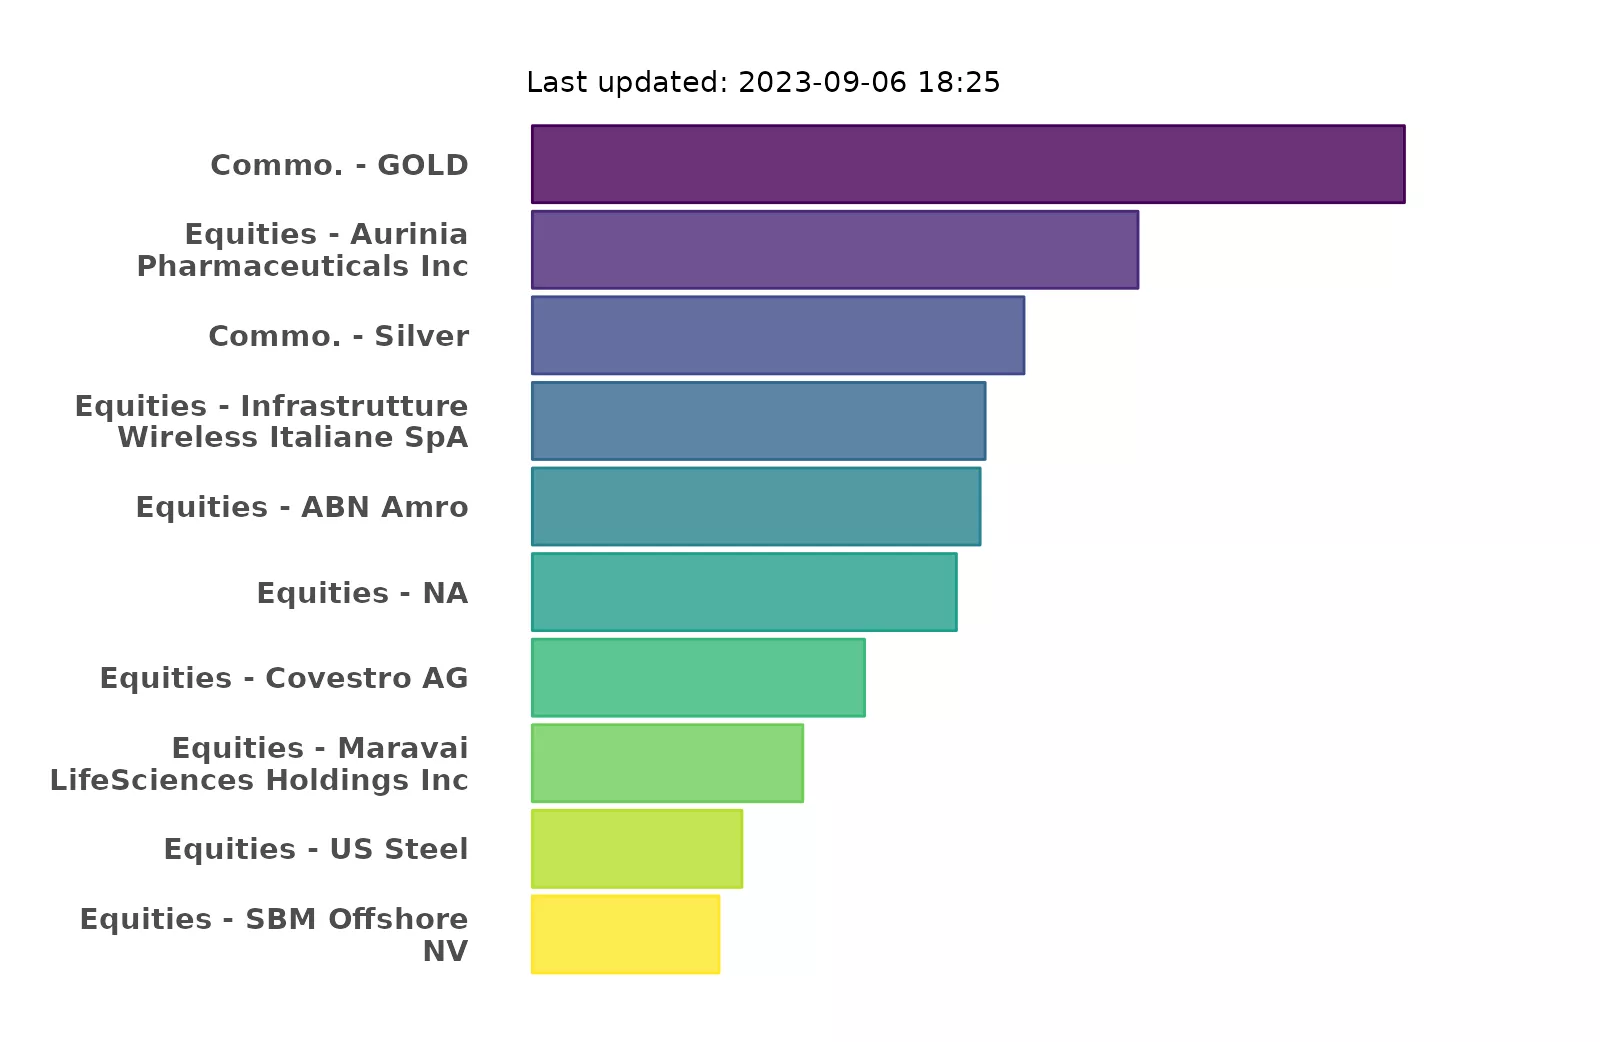 Last updated: 2023-09-06 18:25
Commo. - GOLD
Equities - Aurinia
Pharmaceuticals Inc
Commo. - Silver
Equities - Infrastrutture
Wireless Italiane SpA
Equities - ABN Amro
Equities - NA
Equities - Covestro AG
Equities - Maravai
LifeSciences Holdings Inc
Equities - US Steel
Equities - SBM Offshore
NV